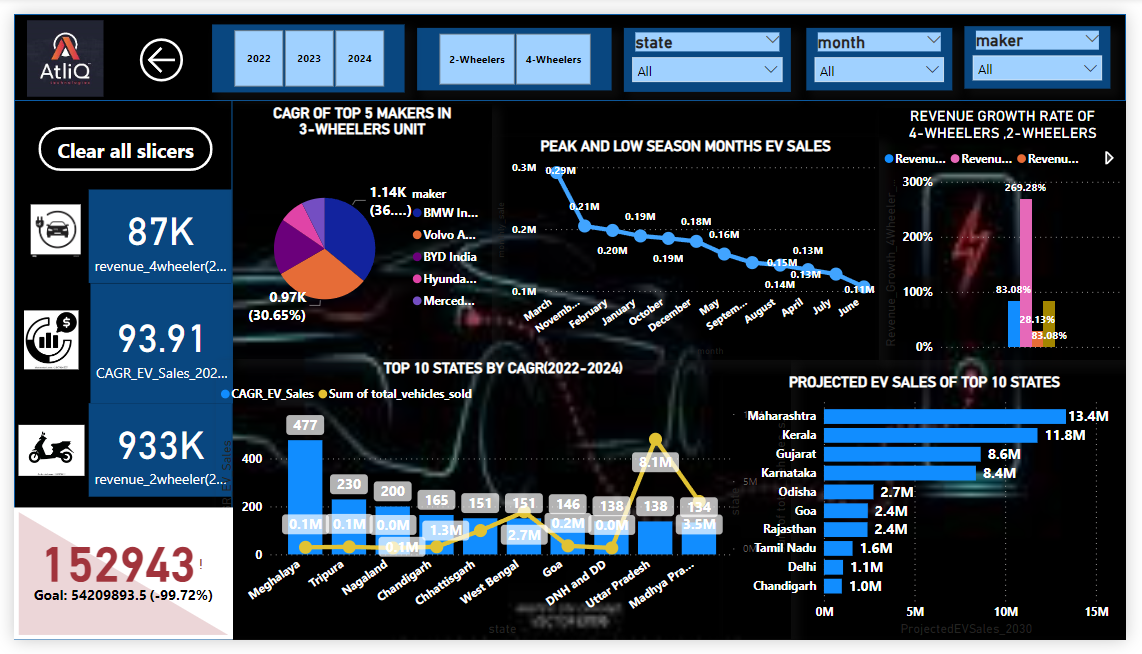 AtliQ
technologies
2022
2023
2024
2-Wheelers
4-Wheelers
state
All
month
All
maker
All
Clear all slicers
87K
revenue_4wheeler(2...
93.91
CAGR_EV_Sales_202...
933K
revenue_2wheeler(2...
152943!
Goal: 54209893.5 (-99.72%)
CAGR OF TOP 5 MAKERS IN
3-WHEELERS UNIT
1.14K
(36....)
0.97K
(30.65%)
maker
BMW In...
Volvo A...
BYD India
Hyunda...
Merced...
PEAK AND LOW SEASON MONTHS EV SALES
0.3M
0.2M
0.1M
0.29M
0.21M
0.20M
0.19M
0.19M
0.18M
0.16M
0.15M
0.14M
0.13M
0.13M
0.11M
March
Novemb...
February
January
October
December
May
Septem...
August
April
July
June
month
REVENUE GROWTH RATE OF
4-WHEELERS ,2-WHEELERS
Revenu...
Revenu...
Revenu...
Revenue_Growth_4Wheeler_
300%
200%
100%
0%
83.08%
269.28%
28.13%
83.08%
TOP 10 STATES BY CAGR(2022-2024)
CAGR_EV_Sales
Sum of total_vehicles_sold
400
200
0
5M
0M
477
230
200
165
151
151
146
138
138
134
0.1M
0.1M
0.0M
0.1M
1.3M
2.7M
0.2M
0.0M
8.1M
3.5M
Meghalaya
Tripura
Nagaland
Chandigarh
Chhattisgarh
West Bengal
Goa
DNH and DD
Uttar Pradesh
Madhya Pra...
state
PROJECTED EV SALES OF TOP 10 STATES
state
Maharashtra
13.4M
Kerala
11.8M
Gujarat
8.6M
Karnataka
8.4M
Odisha
2.7M
Goa
2.4M
Rajasthan
2.4M
Tamil Nadu
1.6M
Delhi
1.1M
Chandigarh
1.0M
0M
5M
10M
15M
ProjectedEVSales_2030